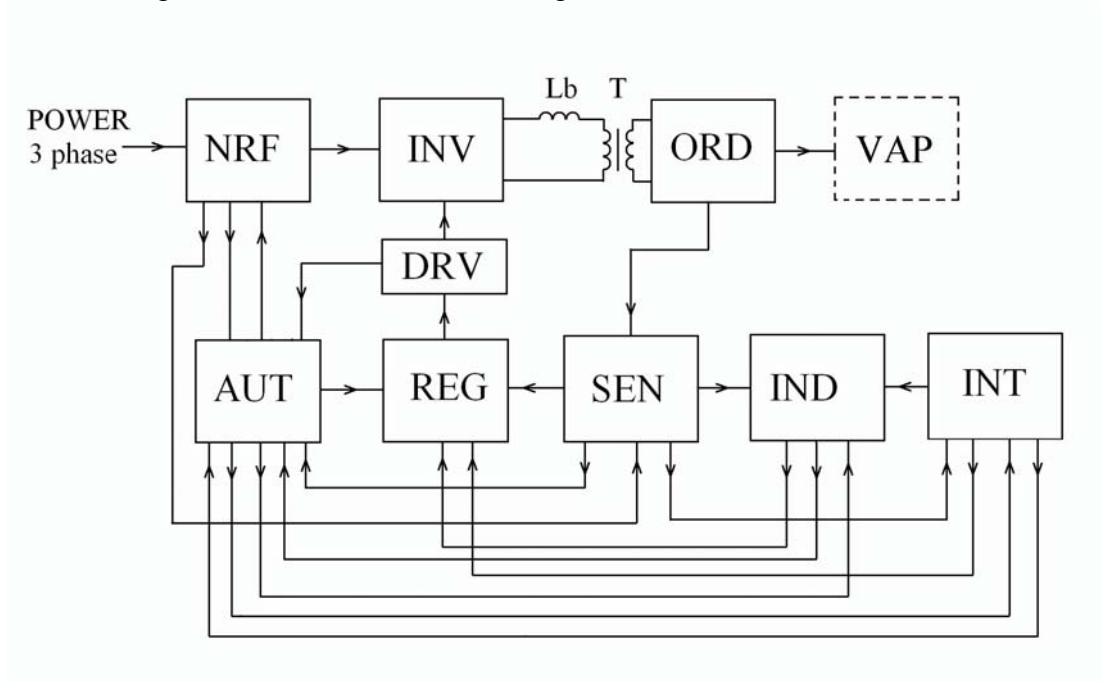 Lb T
POWER
3 phase
NRF INV ORD VAP
DRV
AUT REG SEN IND INT